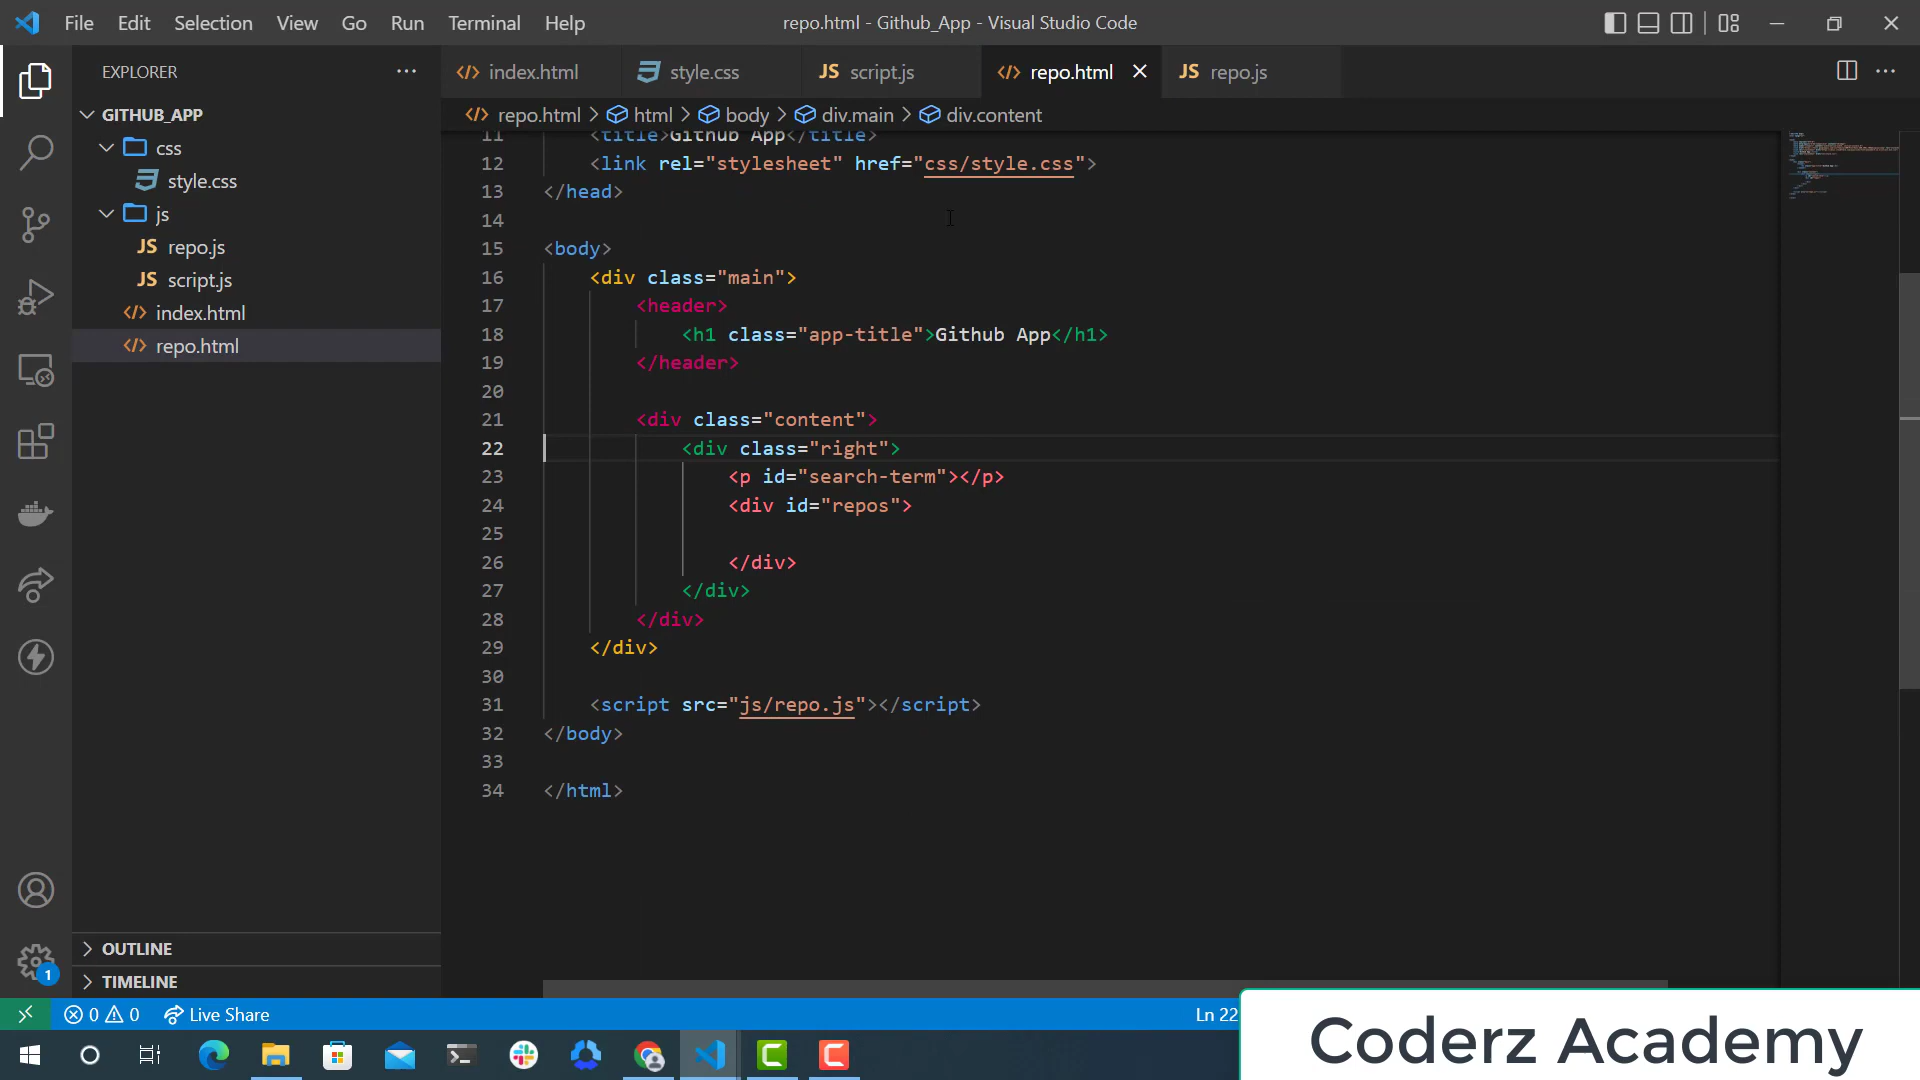 File Edit Selection View Go Run Terminal Help
repo.html - Github_App - Visual Studio Code
EXPLORER
GITHUB_APP
css
style.css
js
JS repo.js
JS script.js
index.html
repo.html
OUTLINE
TIMELINE
index.html
style.css
JS script.js
repo.html
JS repo.js
repo.html > html > body > div.main > div.content
11 <title>Github App</title>
12 <link rel="stylesheet" href="css/style.css">
13 </head>
14
15 <body>
16 <div class="main">
17 <header>
18 <h1 class="app-title">Github App</h1>
19 </header>
20
21 <div class="content">
22 <div class="right">
23 <p id="search-term"></p>
24 <div id="repos">
25
26 </div>
27 </div>
28 </div>
29 </div>
30
31 <script src="js/repo.js"></script>
32 </body>
33
34 </html>
1
0 0 Live Share
Ln 22
Coderz Academy